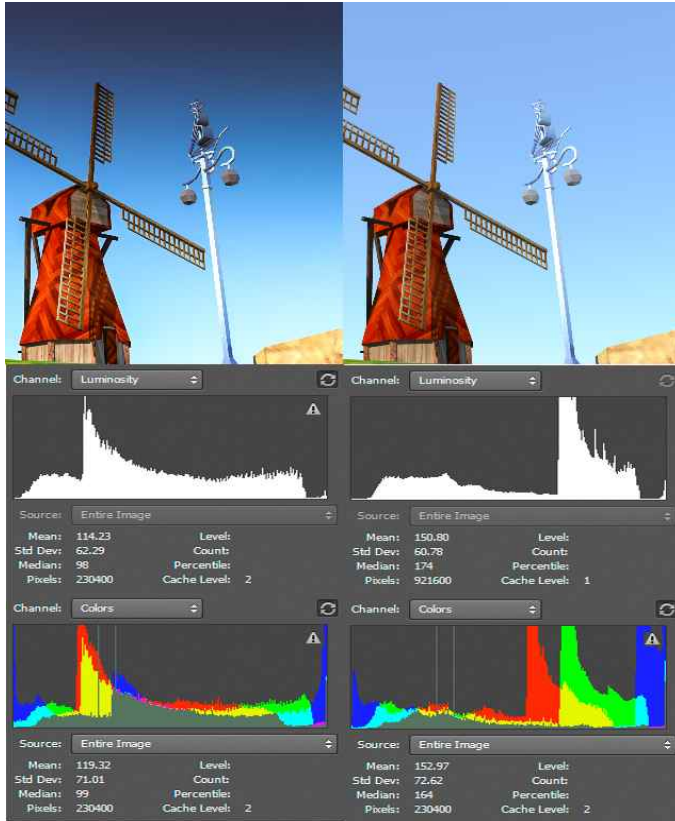 Channel: Luminosity
Source: Entire Image
Mean: 114.23 Level:
Std Dev: 62.29 Count:
Median: 98 Percentile:
Pixels: 230400 Cache Level: 2
Channel: Colors
Source: Entire Image
Mean: 119.32 Level:
Std Dev: 71.01 Count:
Median: 99 Percentile:
Pixels: 230400 Cache Level: 2
Channel: Luminosity
Source: Entire Image
Mean: 150.80 Level:
Std Dev: 60.78 Count:
Median: 174 Percentile:
Pixels: 921600 Cache Level: 1
Channel: Colors
Source: Entire Image
Mean: 152.97 Level:
Std Dev: 72.62 Count:
Median: 164 Percentile:
Pixels: 230400 Cache Level: 2